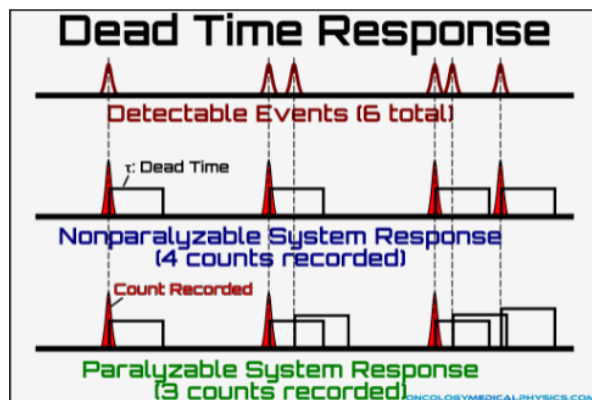 Dead Time Response
Detectable Events (6 total)
τ: Dead Time
Nonparalyzable System Response
(4 counts recorded)
Count Recorded
Paralyzable System Response
(3 counts recorded)
ONCOLOGYMEDICALPHYSICS.COM